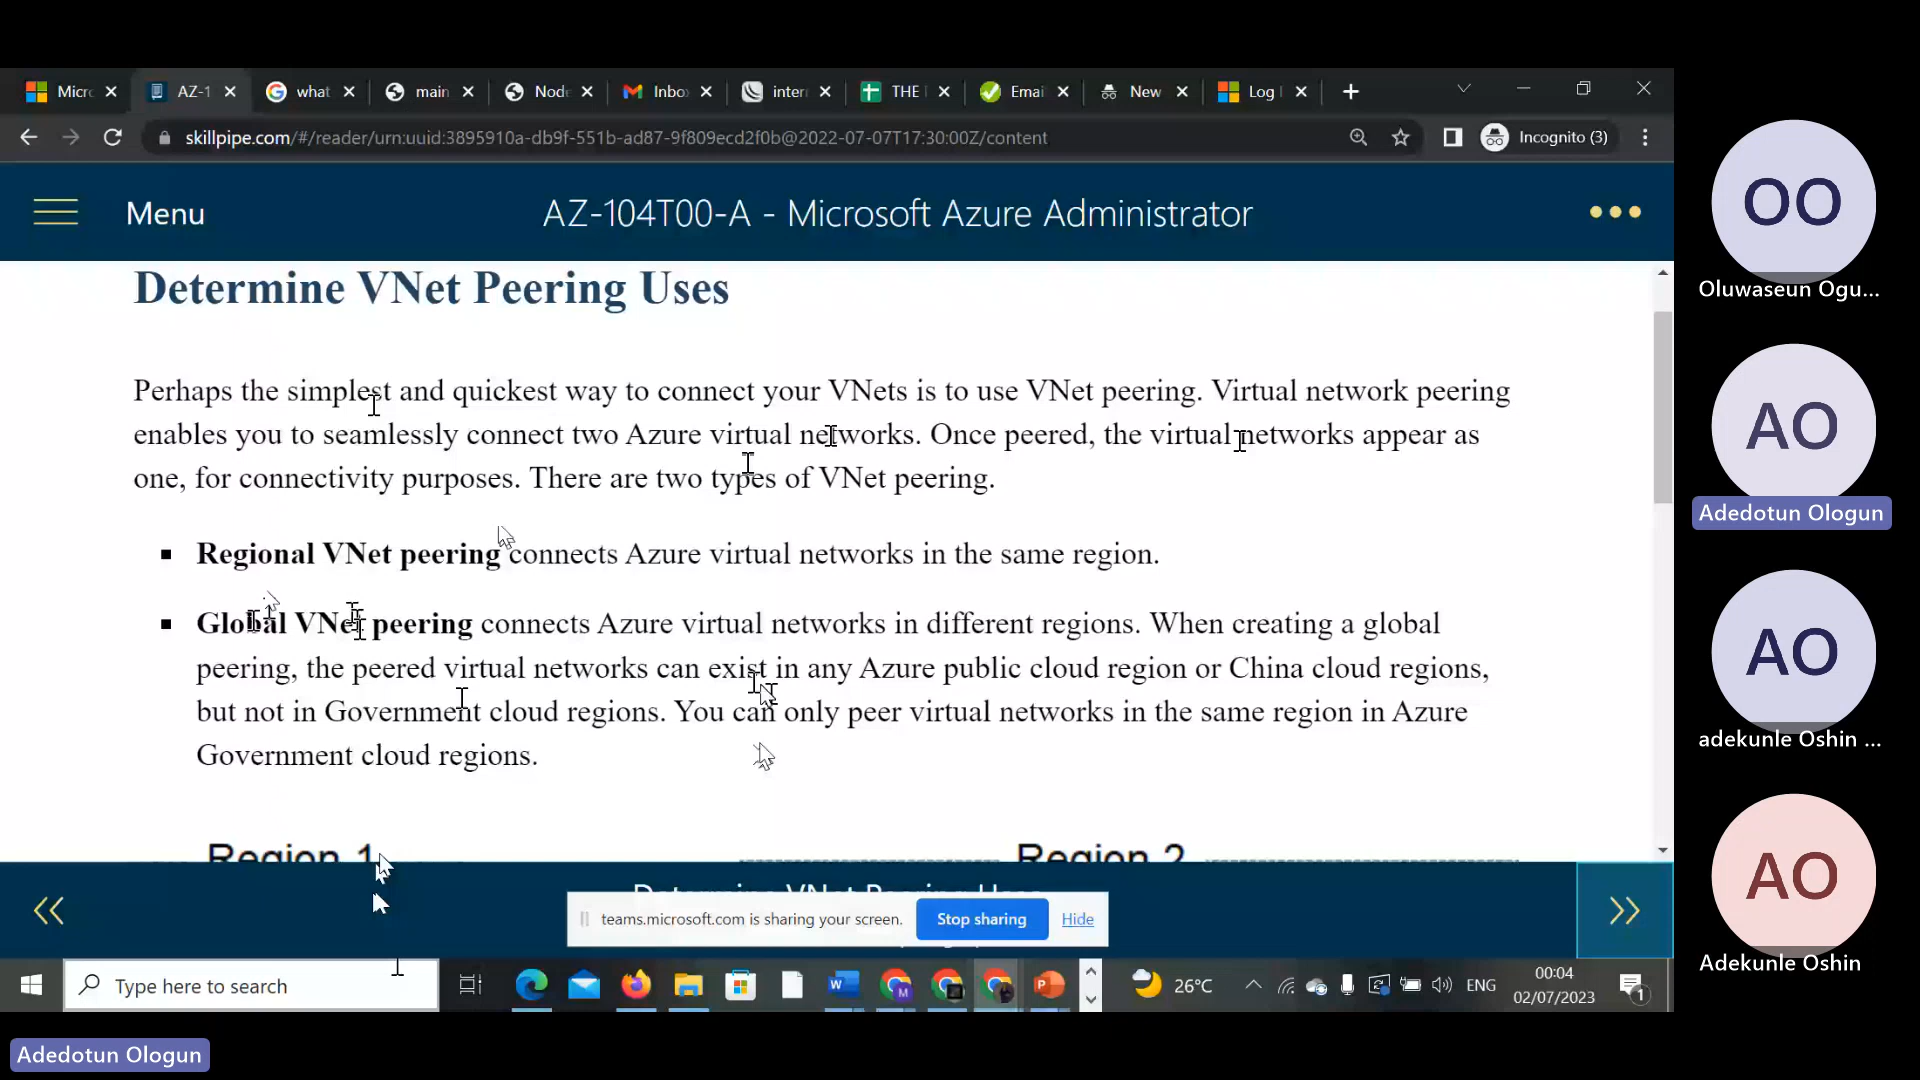 Micr
AZ-1
what
main
Node
Inbo
inter
THE
Emai
New
Log
skillpipe.com/#/reader/urn:uuid:3895910a-db9f-551b-ad87-9f809ecd2f0b@2022-07-07T17:30:00Z/content
Incognito (3)
Menu
AZ-104T00-A - Microsoft Azure Administrator
Determine VNet Peering Uses
Perhaps the simplest and quickest way to connect your VNets is to use VNet peering. Virtual network peering
enables you to seamlessly connect two Azure virtual networks. Once peered, the virtual networks appear as
one, for connectivity purposes. There are two types of VNet peering.
Regional VNet peering connects Azure virtual networks in the same region.
Global VNet peering connects Azure virtual networks in different regions. When creating a global
peering, the peered virtual networks can exist in any Azure public cloud region or China cloud regions,
but not in Government cloud regions. You can only peer virtual networks in the same region in Azure
Government cloud regions.
Region 1
Region 2
Determine VNet Peering Uses
teams.microsoft.com is sharing your screen.
Stop sharing
Hide
Type here to search
26°C
ENG
00:04
02/07/2023
1
OO
Oluwaseun Ogu...
AO
Adedotun Ologun
AO
adekunle Oshin ...
AO
Adekunle Oshin
Adedotun Ologun